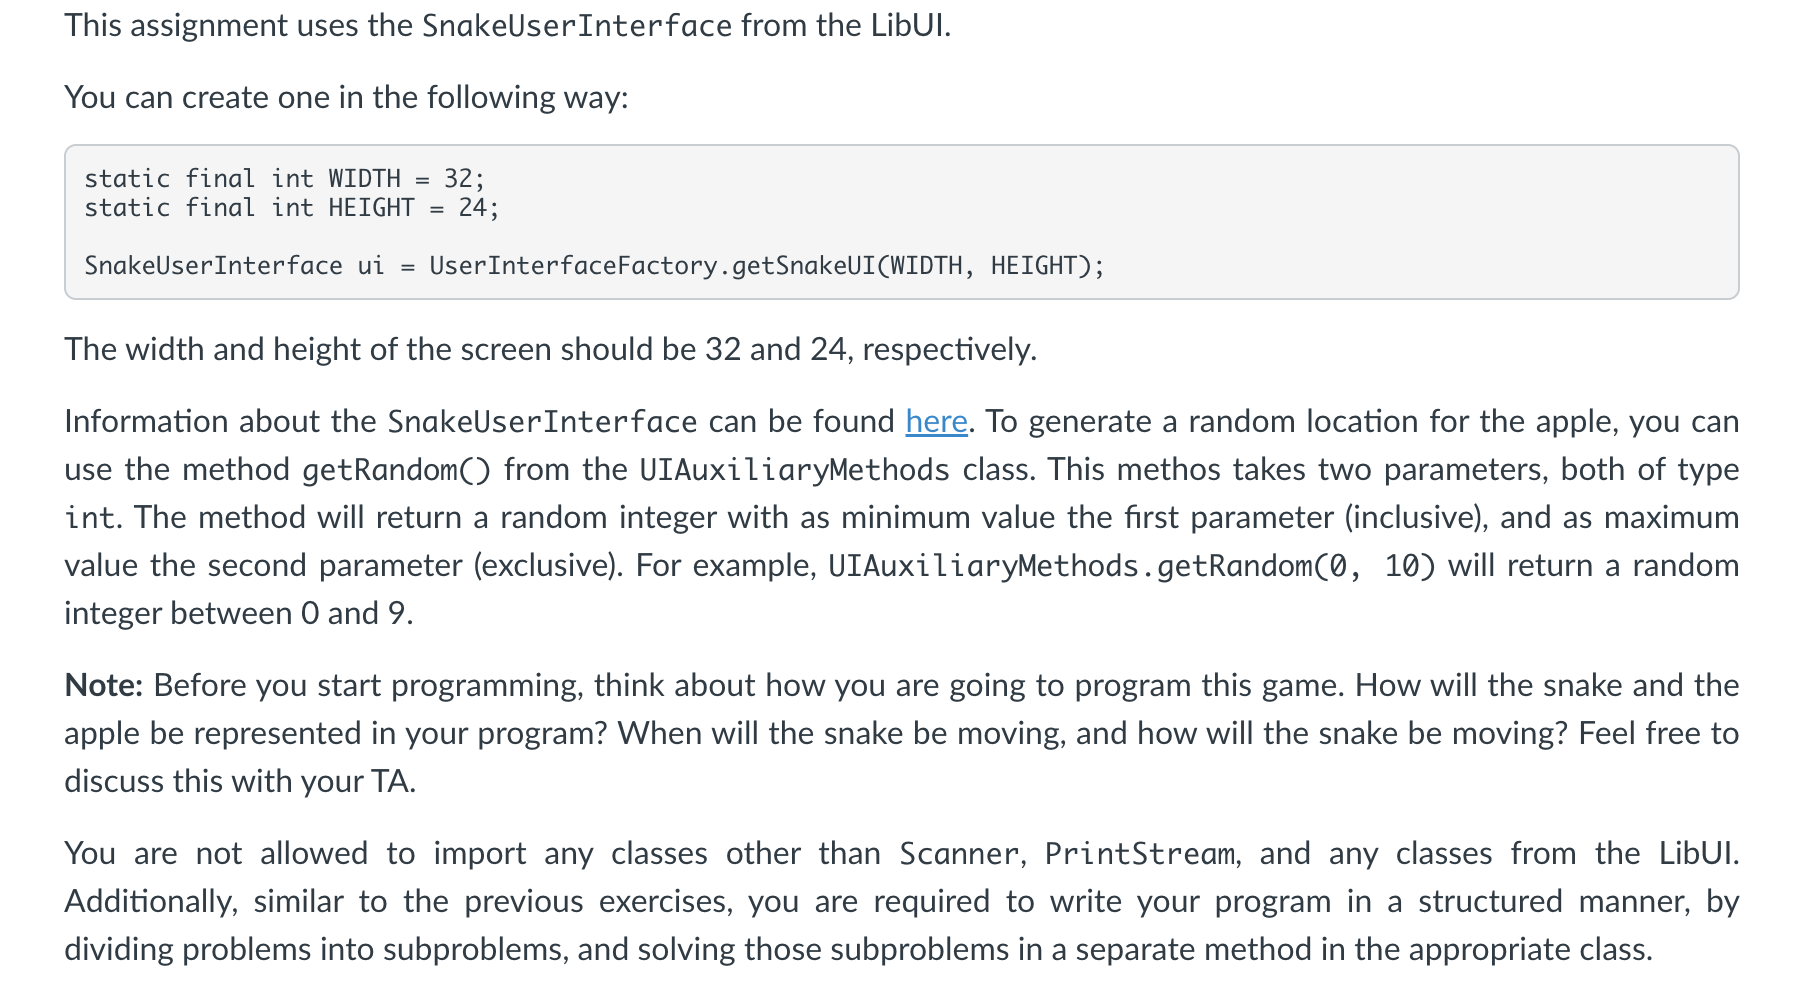 This assignment uses the SnakeUserInterface from the LibUI.
You can create one in the following way:
static final int WIDTH = 32;
static final int HEIGHT = 24;
SnakeUserInterface ui = UserInterfaceFactory.getSnakeUI(WIDTH, HEIGHT);
The width and height of the screen should be 32 and 24, respectively.
Information about the SnakeUserInterface can be found here. To generate a random location for the apple, you can
use the method getRandom() from the UIAuxiliaryMethods class. This methos takes two parameters, both of type
int. The method will return a random integer with as minimum value the first parameter (inclusive), and as maximum
value the second parameter (exclusive). For example, UIAuxiliaryMethods.getRandom(0, 10) will return a random
integer between 0 and 9.
Note: Before you start programming, think about how you are going to program this game. How will the snake and the
apple be represented in your program? When will the snake be moving, and how will the snake be moving? Feel free to
discuss this with your TA.
You are not allowed to import any classes other than Scanner, PrintStream, and any classes from the LibUI.
Additionally, similar to the previous exercises, you are required to write your program in a structured manner, by
dividing problems into subproblems, and solving those subproblems in a separate method in the appropriate class.